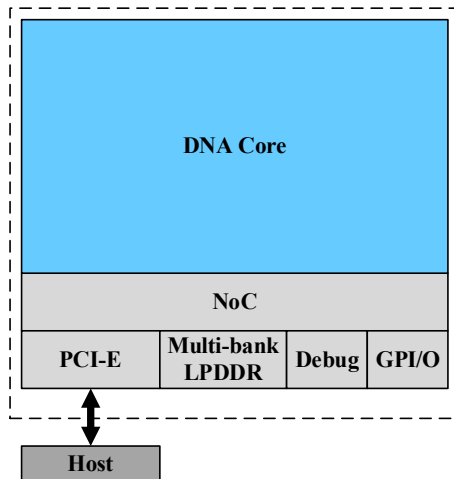 DNA Core
NoC
PCI-E
Multi-bank
LPDDR
Debug
GPI/O
Host